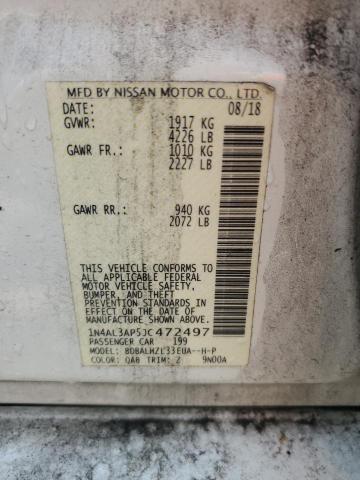 MFD BY NISSAN MOTOR CO., LTD.
DATE: 08/18
GVWR: 1917 KG
4226 LB
GAWR FR.: 1010 KG
2227 LB
GAWR RR.: 940 KG
2072 LB
THIS VEHICLE CONFORMS TO
ALL APPLICABLE FEDERAL
MOTOR VEHICLE SAFETY,
BUMPER, AND THEFT
PREVENTION STANDARDS IN
EFFECT ON THE DATE OF
MANUFACTURE SHOWN ABOVE.
1N4AL3AP5JC472497
PASSENGER CAR 199
MODEL: BDBALHZL33EUA--H-P
COLOR: QAB TRIM: Z 9N00A